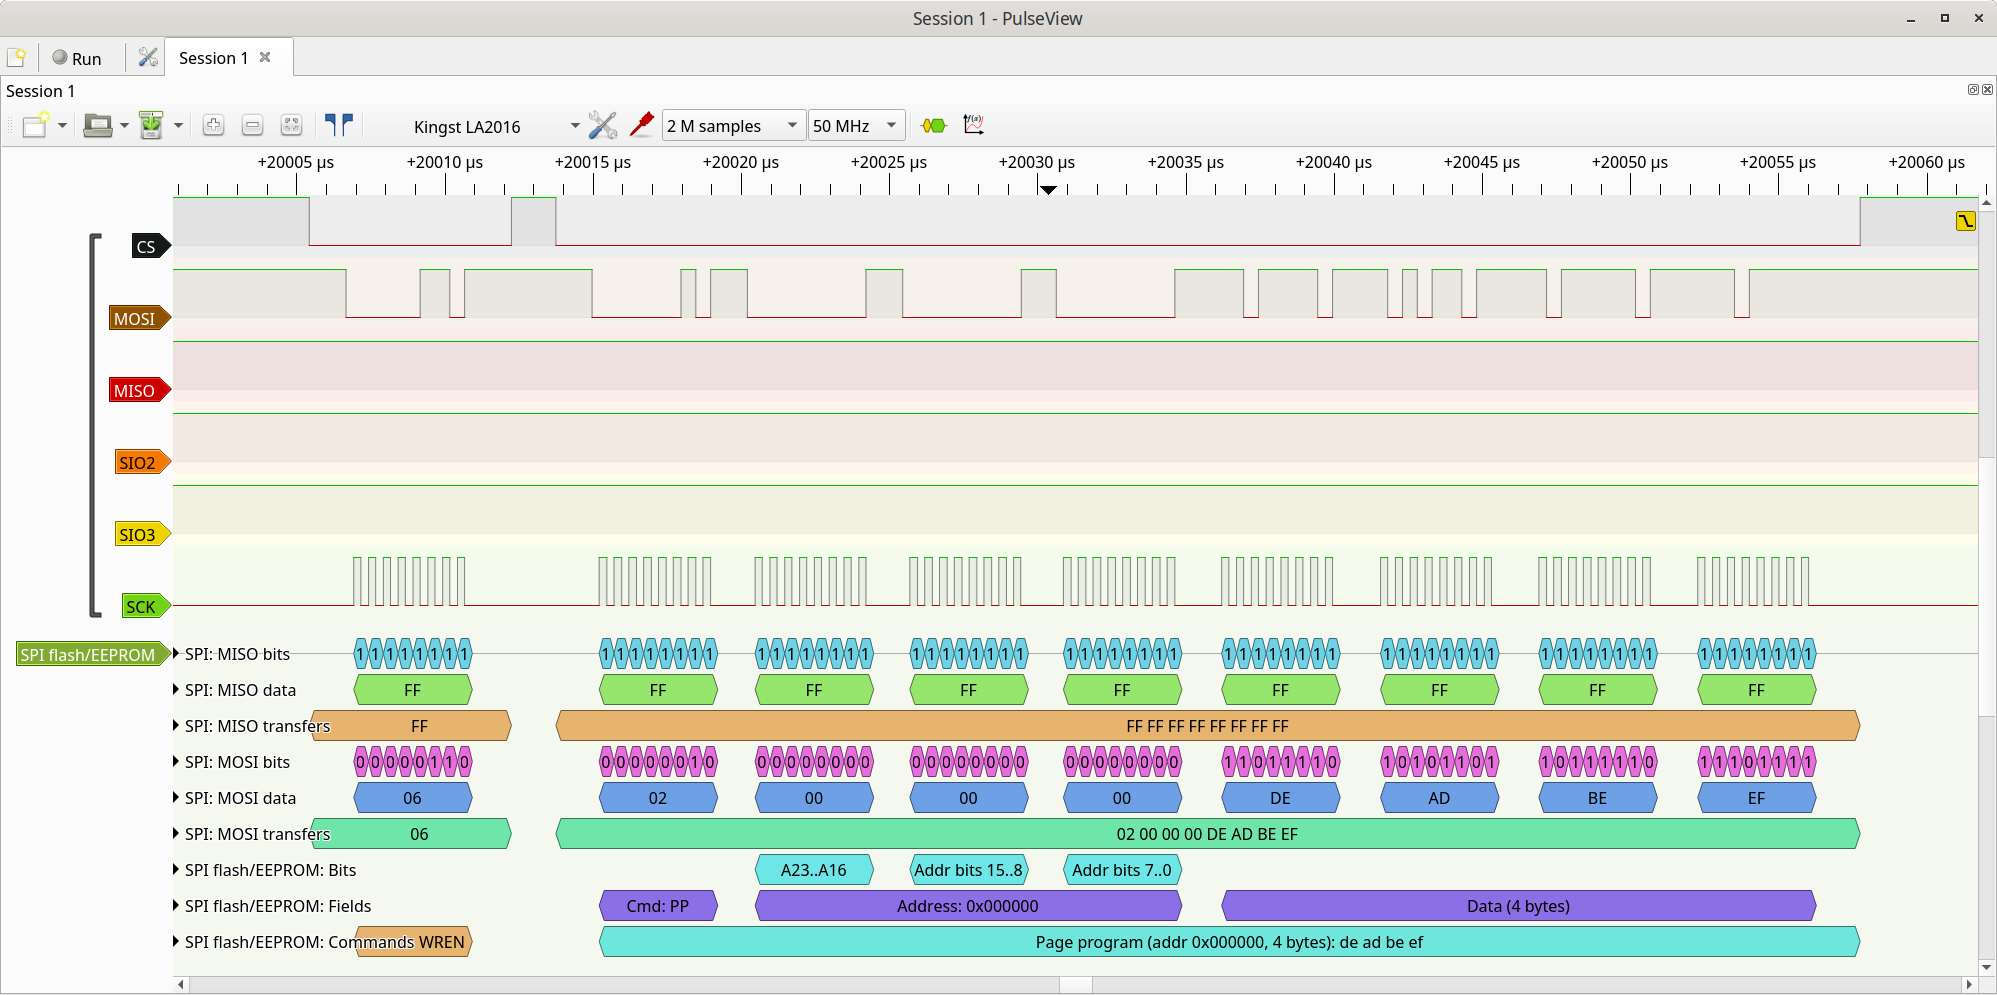 Session 1 - PulseView
Run
Session 1
Session 1
Kingst LA2016
2 M samples
50 MHz
f(x)
+20005 µs +20010 µs +20015 µs +20020 µs +20025 µs +20030 µs +20035 µs +20040 µs +20045 µs +20050 µs +20055 µs +20060 µs
CS
MOSI
MISO
SIO2
SIO3
SCK
SPI flash/EEPROM
SPI: MISO bits 1 1 1 1 1 1 1 1 1 1 1 1 1 1 1 1 1 1 1 1 1 1 1 1 1 1 1 1 1 1 1 1 1 1 1 1 1 1 1 1 1 1 1 1 1 1 1 1 1 1 1 1 1 1 1 1 1 1 1 1 1 1 1 1 1 1 1 1 1 1 1 1
SPI: MISO data FF FF FF FF FF FF FF FF FF
SPI: MISO transfers FF FF FF FF FF FF FF FF FF
SPI: MOSI bits 0 0 0 0 0 1 1 0 0 0 0 0 0 0 1 0 0 0 0 0 0 0 0 0 0 0 0 0 0 0 0 0 0 0 0 0 0 0 0 0 1 1 0 1 1 1 1 0 1 0 1 0 1 1 0 1 1 0 1 1 1 1 1 0 1 1 1 0 1 1 1 1
SPI: MOSI data 06 02 00 00 00 DE AD BE EF
SPI: MOSI transfers 06 02 00 00 00 DE AD BE EF
SPI flash/EEPROM: Bits A23..A16 Addr bits 15..8 Addr bits 7..0
SPI flash/EEPROM: Fields Cmd: PP Address: 0x000000 Data (4 bytes)
SPI flash/EEPROM: Commands WREN Page program (addr 0x000000, 4 bytes): de ad be ef